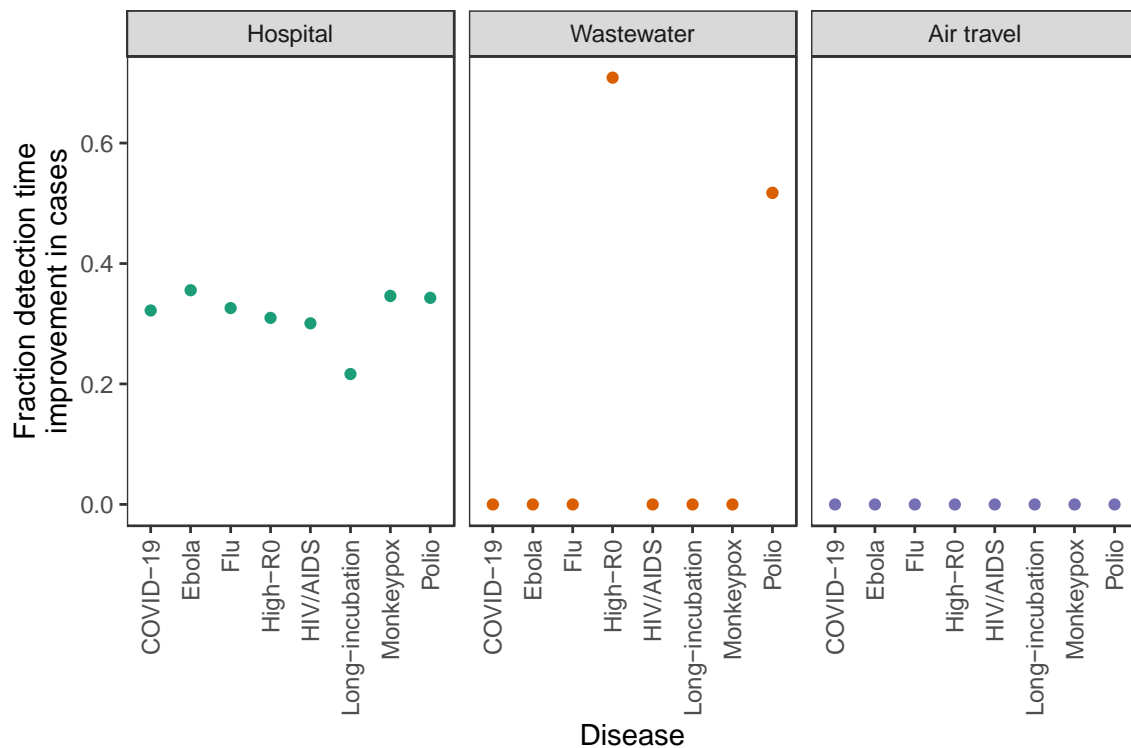 Hospital
Wastewater
Air travel
Fraction detection time
improvement in cases
0.6
0.4
0.2
0.0
COVID−19
Ebola
Flu
High−R0
HIV/AIDS
Long−incubation
Monkeypox
Polio
COVID−19
Ebola
Flu
High−R0
HIV/AIDS
Long−incubation
Monkeypox
Polio
COVID−19
Ebola
Flu
High−R0
HIV/AIDS
Long−incubation
Monkeypox
Polio
Disease